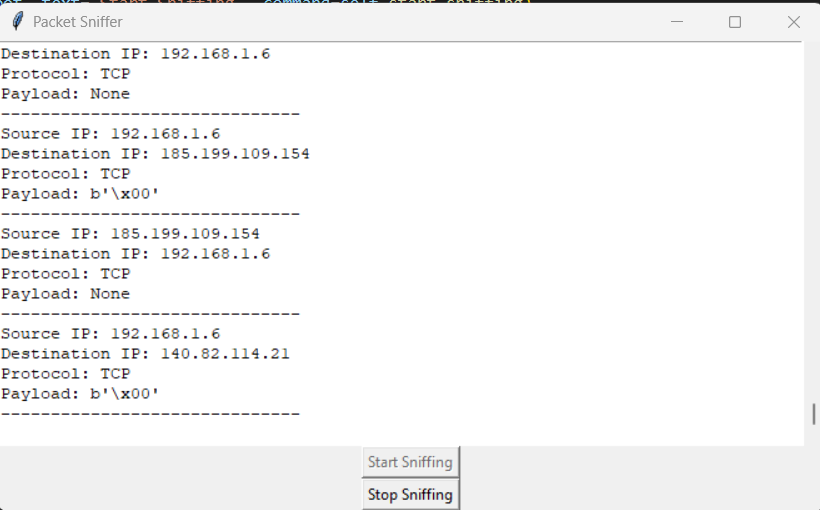 Packet Sniffer
Destination IP: 192.168.1.6
Protocol: TCP
Payload: None
------------------------------
Source IP: 192.168.1.6
Destination IP: 185.199.109.154
Protocol: TCP
Payload: b'\x00'
------------------------------
Source IP: 185.199.109.154
Destination IP: 192.168.1.6
Protocol: TCP
Payload: None
------------------------------
Source IP: 192.168.1.6
Destination IP: 140.82.114.21
Protocol: TCP
Payload: b'\x00'
------------------------------
Start Sniffing
Stop Sniffing